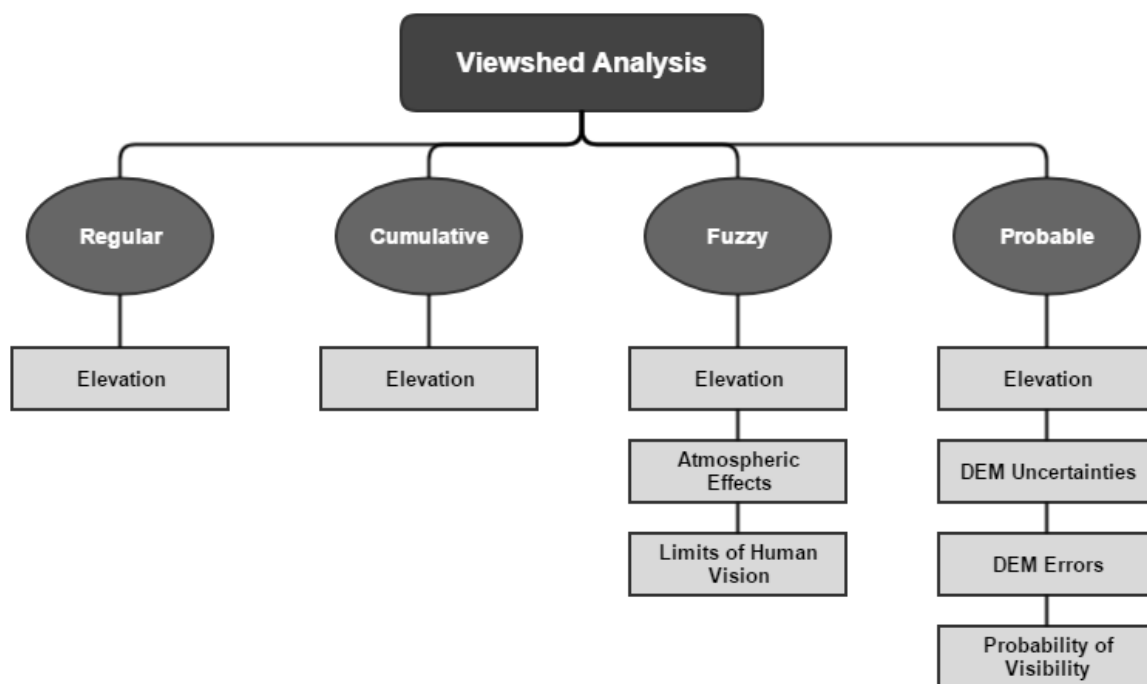 Viewshed Analysis
Regular
Cumulative
Fuzzy
Probable
Elevation
Elevation
Elevation
Elevation
Atmospheric
Effects
DEM Uncertainties
Limits of Human
Vision
DEM Errors
Probability of
Visibility